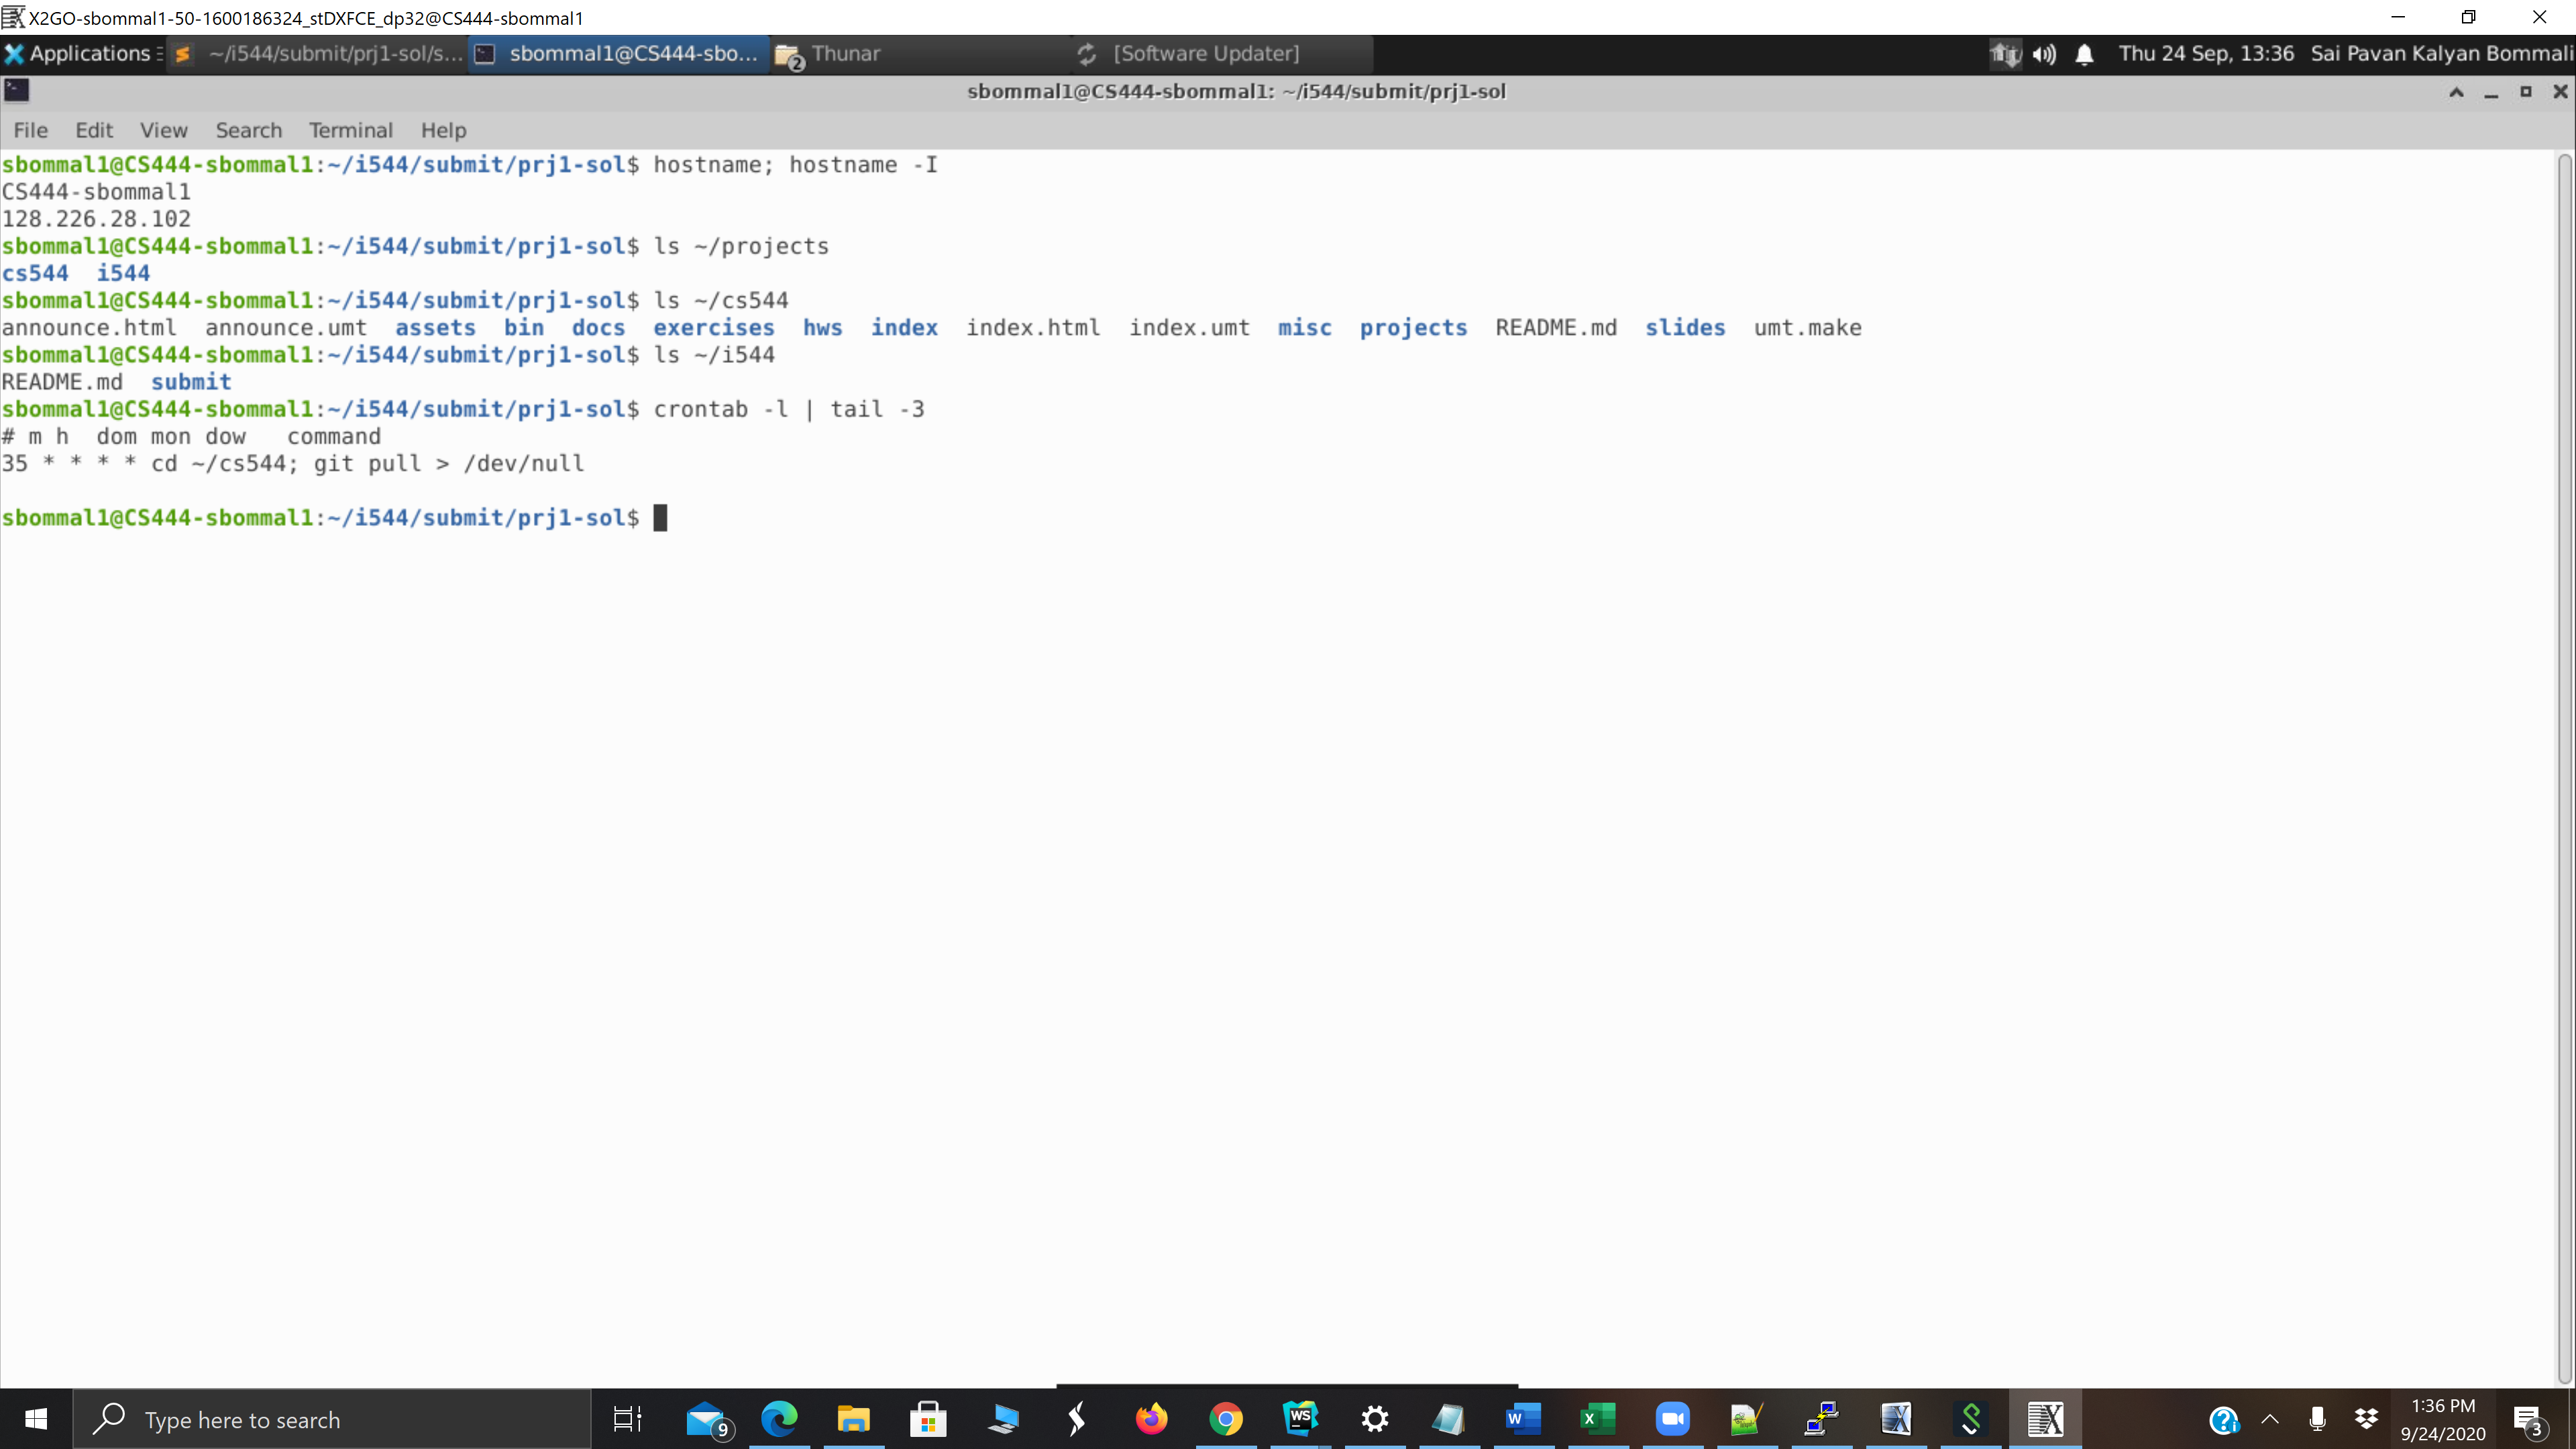 X2GO-sbommal1-50-1600186324_stDXFCE_dp32@CS444-sbommal1
Applications ~/i544/submit/prj1-sol/s... sbommal1@CS444-sbo... 2 Thunar [Software Updater] Thu 24 Sep, 13:36 Sai Pavan Kalyan Bommali
sbommal1@CS444-sbommal1: ~/i544/submit/prj1-sol
File Edit View Search Terminal Help
sbommal1@CS444-sbommal1:~/i544/submit/prj1-sol$ hostname; hostname -I
CS444-sbommal1
128.226.28.102
sbommal1@CS444-sbommal1:~/i544/submit/prj1-sol$ ls ~/projects
cs544  i544
sbommal1@CS444-sbommal1:~/i544/submit/prj1-sol$ ls ~/cs544
announce.html  announce.umt  assets  bin  docs  exercises  hws  index  index.html  index.umt  misc  projects  README.md  slides  umt.make
sbommal1@CS444-sbommal1:~/i544/submit/prj1-sol$ ls ~/i544
README.md  submit
sbommal1@CS444-sbommal1:~/i544/submit/prj1-sol$ crontab -l | tail -3
# m h  dom mon dow   command
35 * * * * cd ~/cs544; git pull > /dev/null
sbommal1@CS444-sbommal1:~/i544/submit/prj1-sol$
Type here to search 9 WS W X 1:36 PM
9/24/2020 3